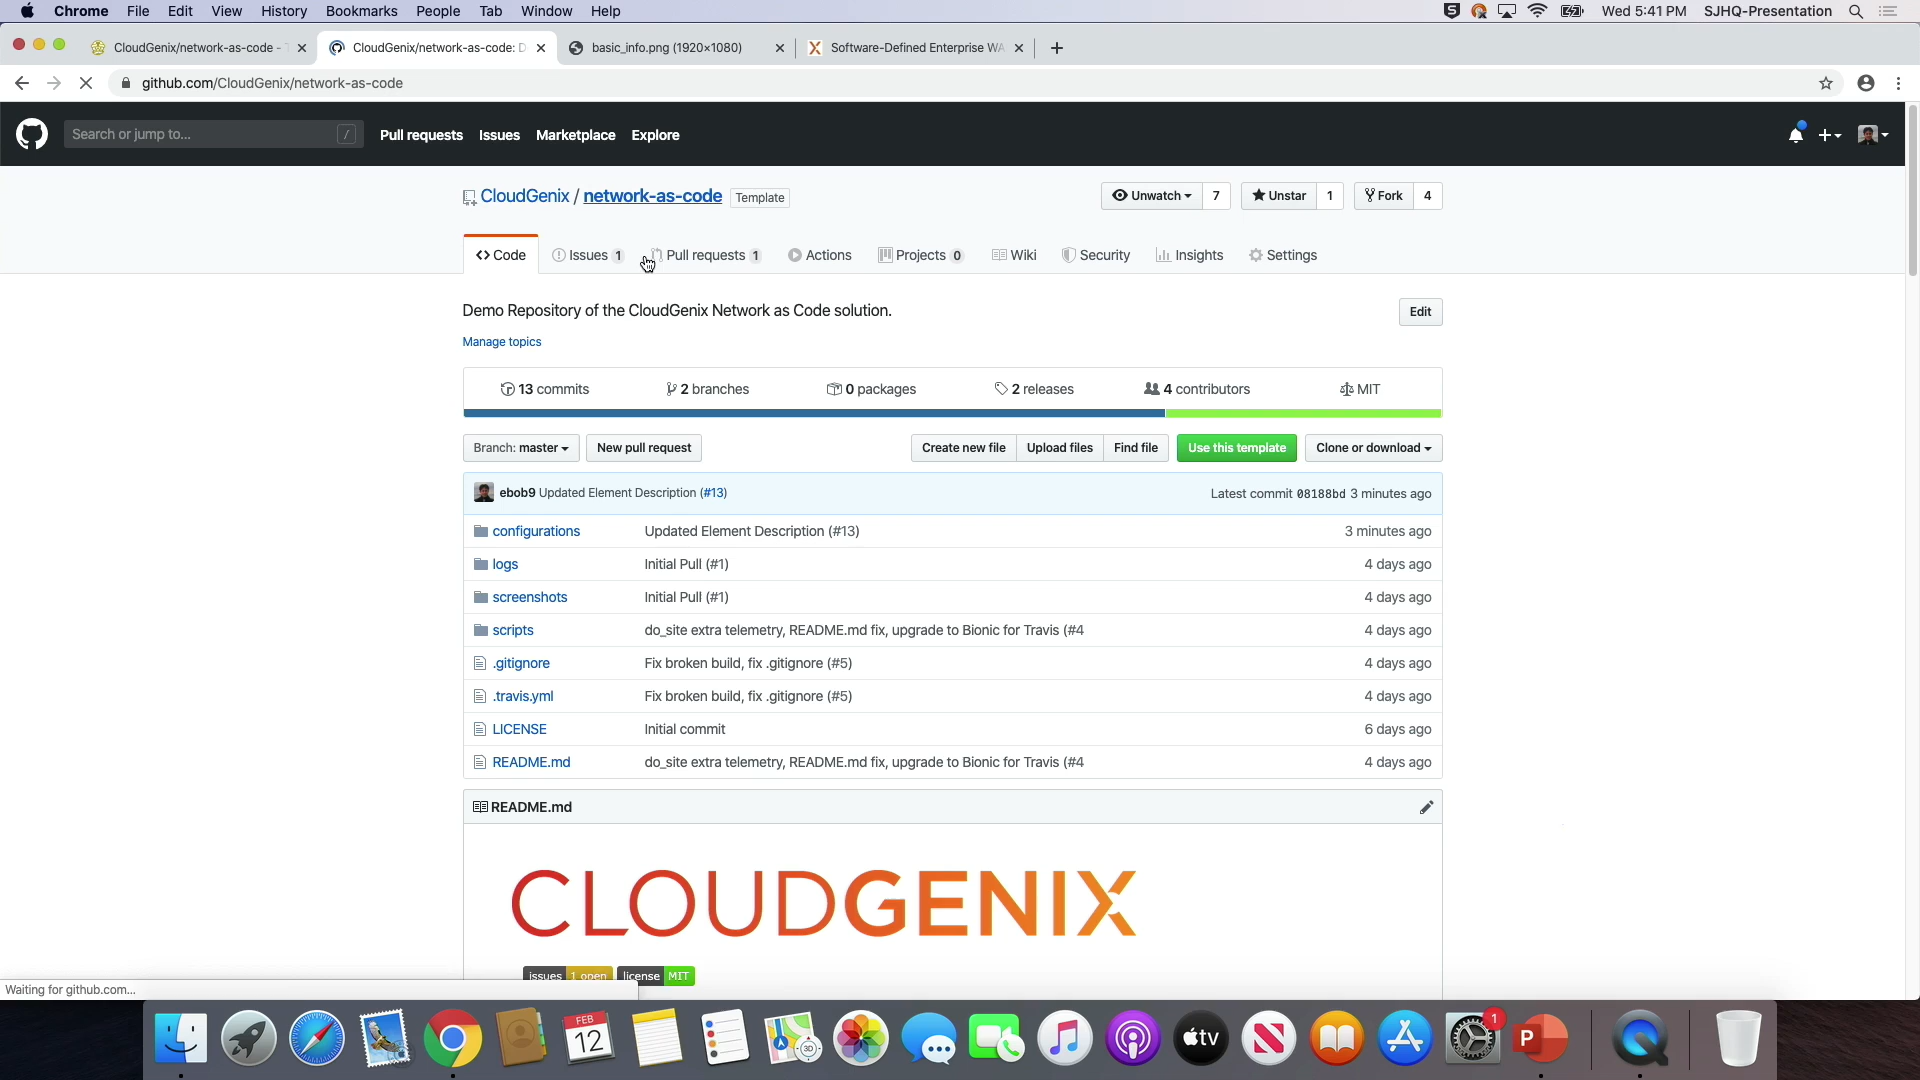 Chrome File Edit View History Bookmarks People Tab Window Help Wed 5:41 PM SJHQ-Presentation
CloudGenix/network-as-code - CloudGenix/network-as-code: D basic_info.png (1920×1080) Software-Defined Enterprise WA
github.com/CloudGenix/network-as-code
Search or jump to... / Pull requests Issues Marketplace Explore
CloudGenix / network-as-code Template Unwatch 7 Unstar 1 Fork 4
Code Issues 1 Pull requests 1 Actions Projects 0 Wiki Security Insights Settings
Demo Repository of the CloudGenix Network as Code solution. Edit
Manage topics
13 commits 2 branches 0 packages 2 releases 4 contributors MIT
Branch: master New pull request Create new file Upload files Find file Use this template Clone or download
ebob9 Updated Element Description (#13) Latest commit 08188bd 3 minutes ago
configurations Updated Element Description (#13) 3 minutes ago
logs Initial Pull (#1) 4 days ago
screenshots Initial Pull (#1) 4 days ago
scripts do_site extra telemetry, README.md fix, upgrade to Bionic for Travis (#4 4 days ago
.gitignore Fix broken build, fix .gitignore (#5) 4 days ago
.travis.yml Fix broken build, fix .gitignore (#5) 4 days ago
LICENSE Initial commit 6 days ago
README.md do_site extra telemetry, README.md fix, upgrade to Bionic for Travis (#4 4 days ago
README.md
CLOUDGENIX
issues 1 open license MIT
Waiting for github.com...
FEB
12
3D
tv
1
P